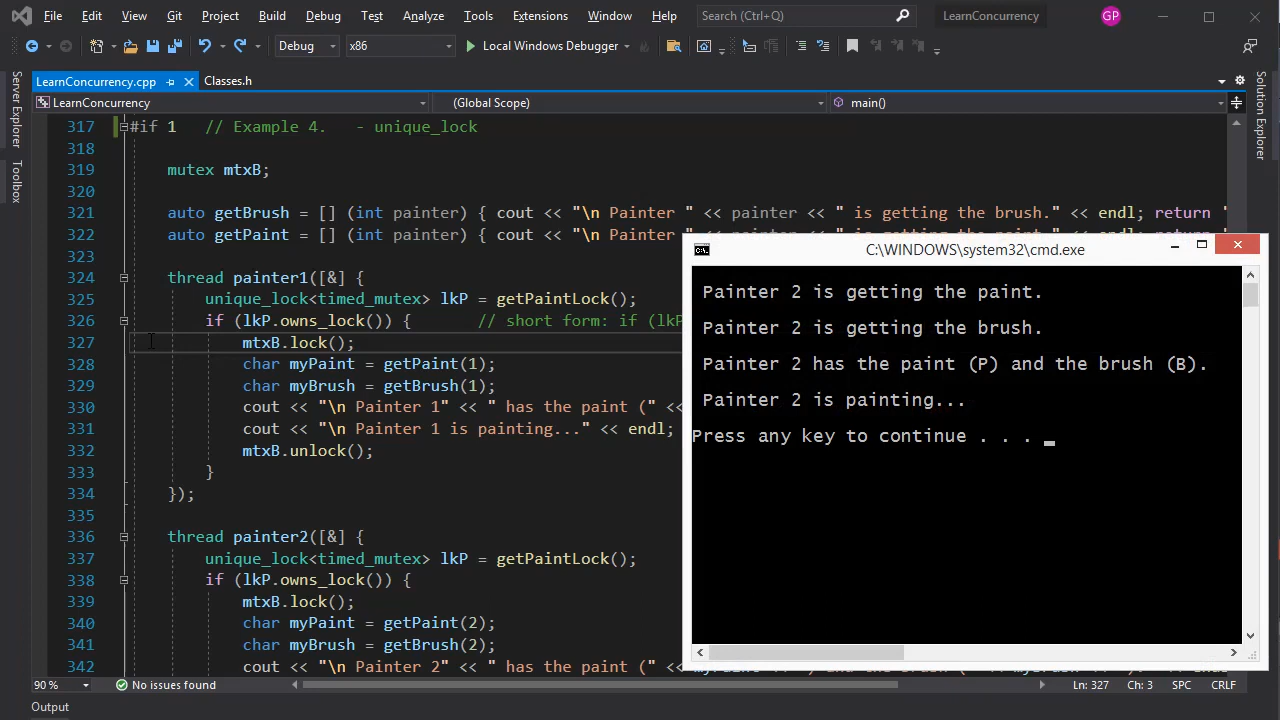 File Edit View Git Project Build Debug Test Analyze Tools Extensions Window Help Search (Ctrl+Q) LearnConcurrency GP
Debug x86 Local Windows Debugger
LearnConcurrency.cpp Classes.h
LearnConcurrency (Global Scope) main()
Server Explorer
Toolbox
Solution Explorer
317 #if 1 // Example 4. - unique_lock
318
319 mutex mtxB;
320
321 auto getBrush = [] (int painter) { cout << "\n Painter " << painter << " is getting the brush." << endl; return '
322 auto getPaint = [] (int painter) { cout << "\n Painter " << painter << " is getting the paint." << endl; return '
323
324 thread painter1([&] {
325 unique_lock<timed_mutex> lkP = getPaintLock();
326 if (lkP.owns_lock()) { // short form: if (lkP
327 mtxB.lock();
328 char myPaint = getPaint(1);
329 char myBrush = getBrush(1);
330 cout << "\n Painter 1" << " has the paint (" <<
331 cout << "\n Painter 1 is painting..." << endl;
332 mtxB.unlock();
333 }
334 });
335
336 thread painter2([&] {
337 unique_lock<timed_mutex> lkP = getPaintLock();
338 if (lkP.owns_lock()) {
339 mtxB.lock();
340 char myPaint = getPaint(2);
341 char myBrush = getBrush(2);
342 cout << "\n Painter 2" << " has the paint (" <<
C:\WINDOWS\system32\cmd.exe
Painter 2 is getting the paint.
Painter 2 is getting the brush.
Painter 2 has the paint (P) and the brush (B).
Painter 2 is painting...
Press any key to continue . . .
90 % No issues found Ln: 327 Ch: 3 SPC CRLF
Output